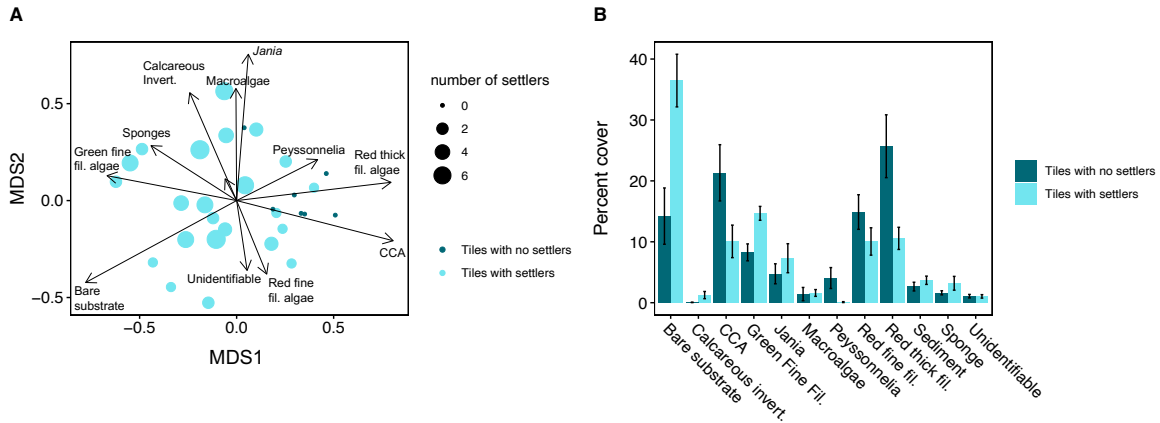 A
MDS2
0.5
0.0
−0.5
−0.5
0.0
0.5
MDS1
Jania
Calcareous
Invert.
Macroalgae
Sponges
Green fine
fil. algae
Peyssonnelia
Red thick
fil. algae
CCA
Unidentifiable
Red fine
fil. algae
Bare
substrate
number of settlers
0
2
4
6
Tiles with no settlers
Tiles with settlers
B
Percent cover
40
30
20
10
0
Bare substrate
Calcareous invert.
CCA
Green Fine Fil.
Jania
Macroalgae
Peyssonnelia
Red fine fil.
Red thick fil.
Sediment
Sponge
Unidentifiable
Tiles with no settlers
Tiles with settlers